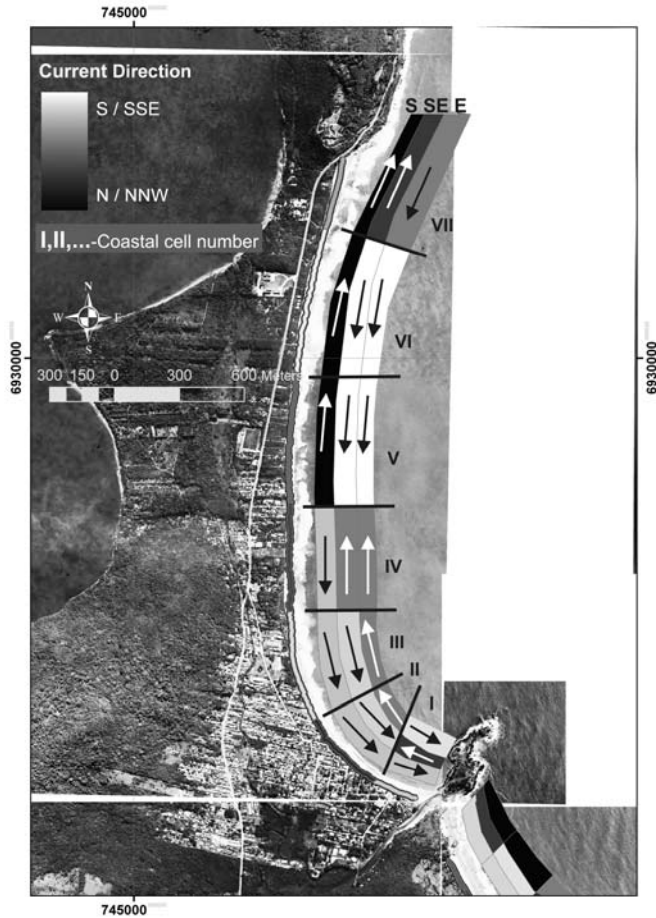 745000
Current Direction
S / SSE
N / NNW
I,II,...-Coastal cell number
S SE E
VII
N
W E
S
VI
6930000
6930000
300 150 0 300 600 Meters
V
IV
III
II
I
745000